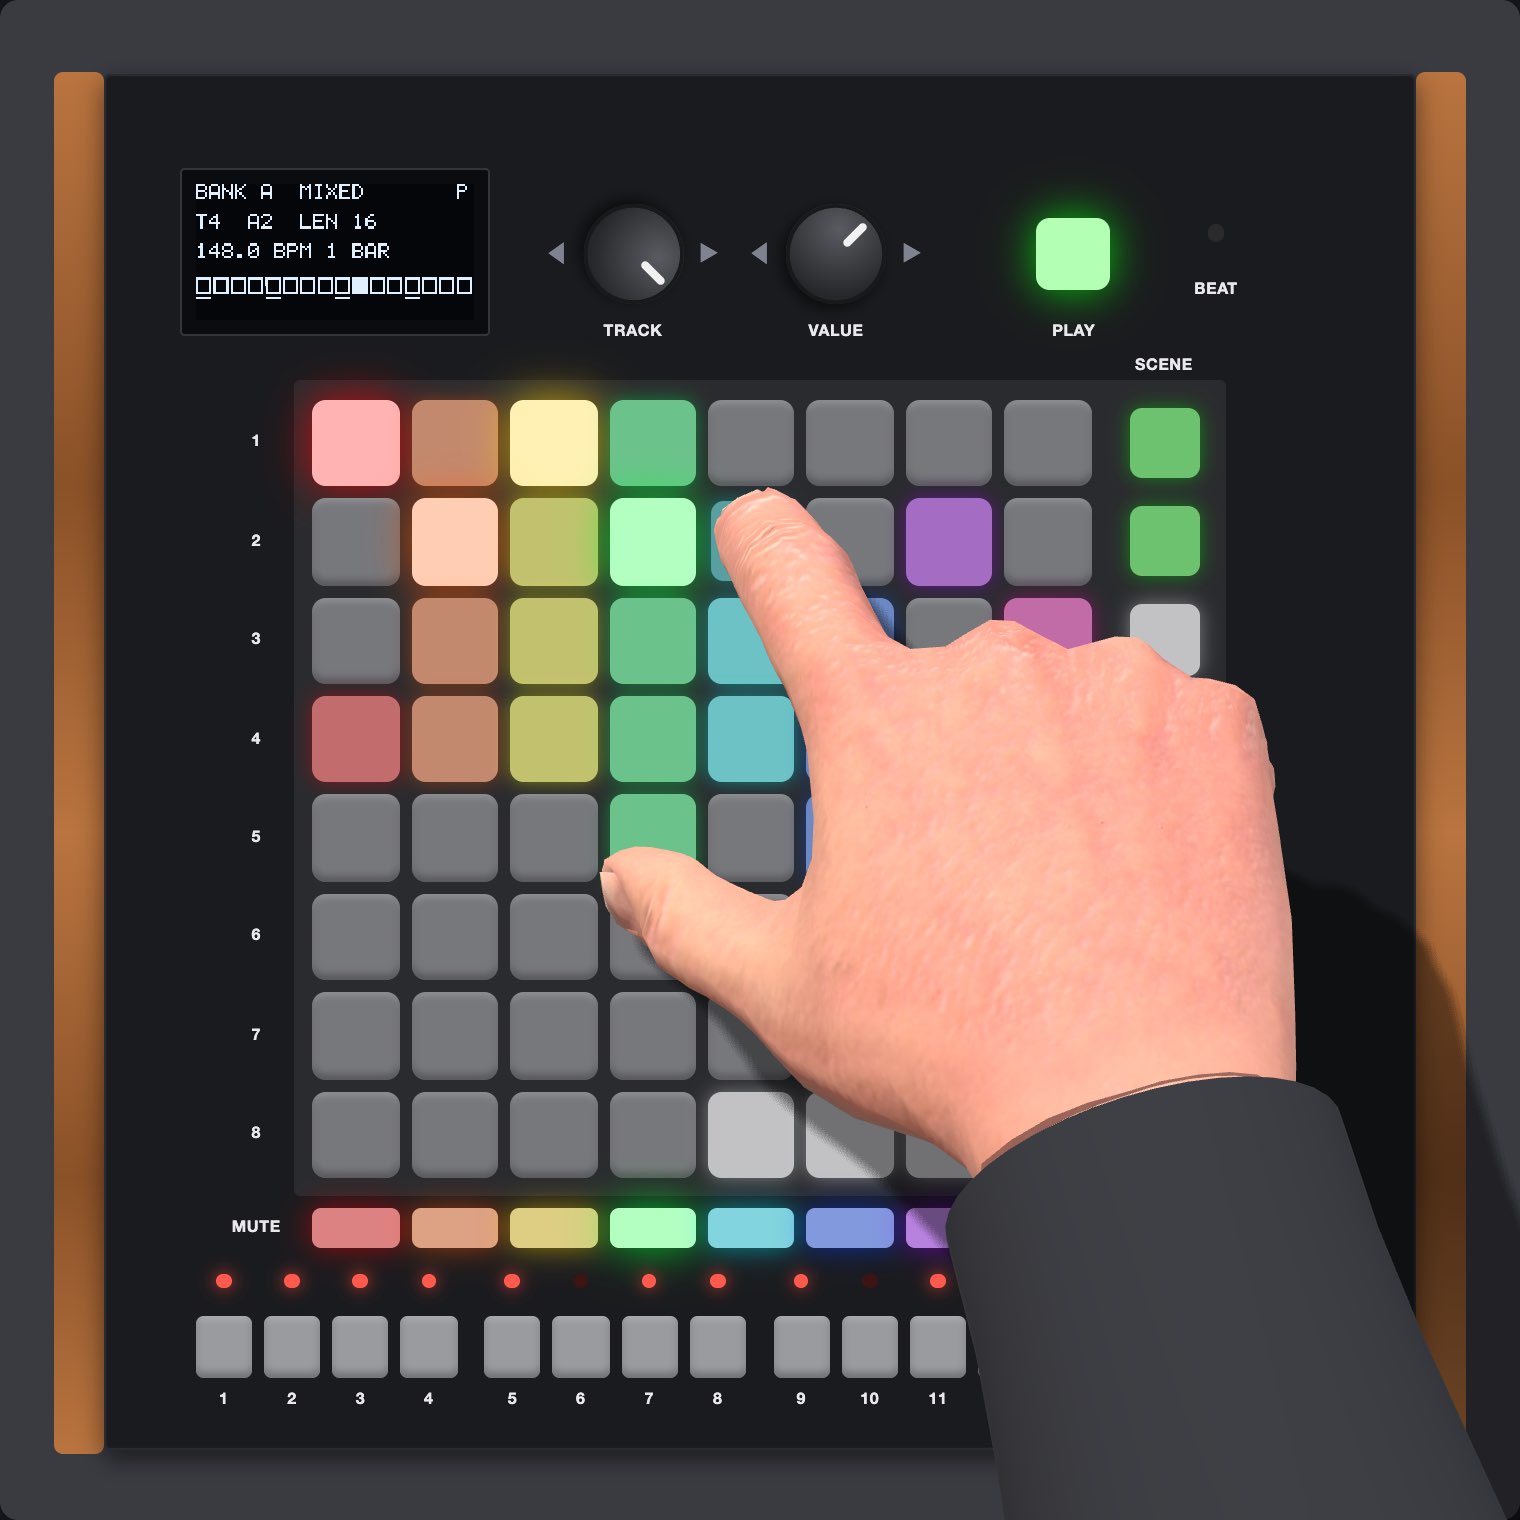 BANK A MIXED P
T4 A2 LEN 16
148.0 BPM 1 BAR
TRACK
VALUE
PLAY
BEAT
SCENE
1
2
3
4
5
6
7
8
MUTE
1 2 3 4 5 6 7 8 9 10 11